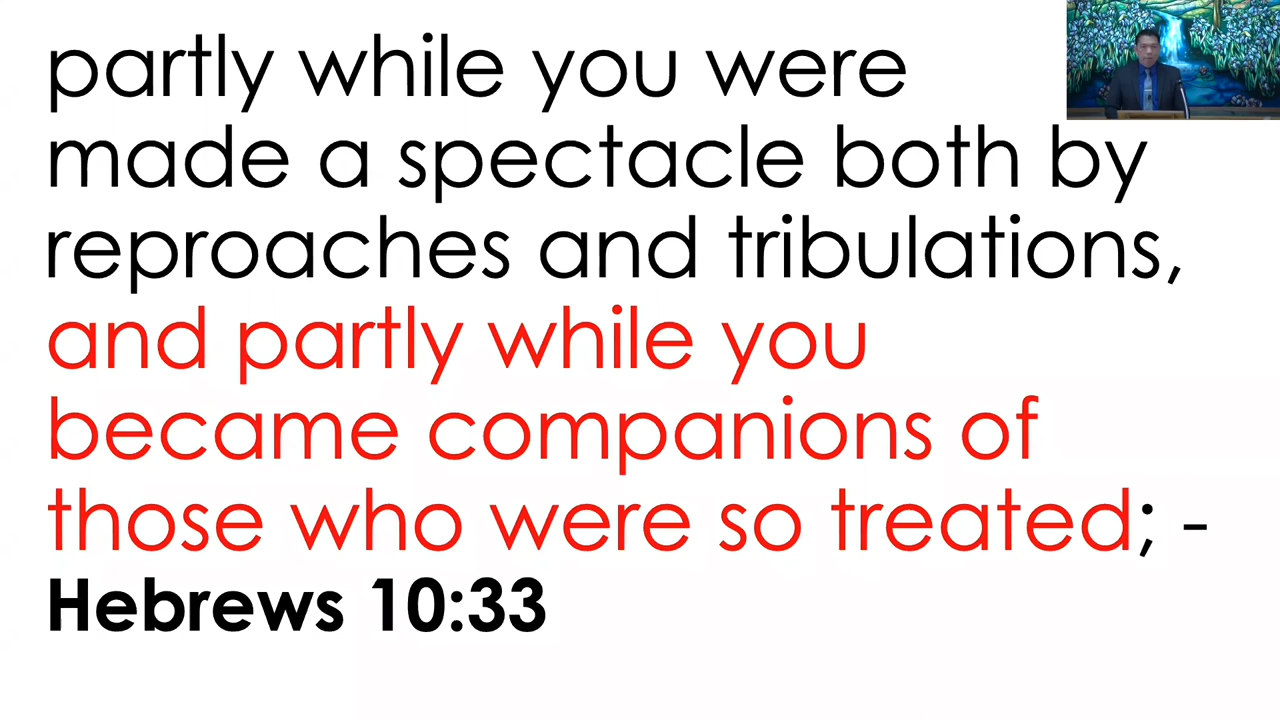 partly while you were
made a spectacle both by
reproaches and tribulations,
and partly while you
became companions of
those who were so treated; -
Hebrews 10:33